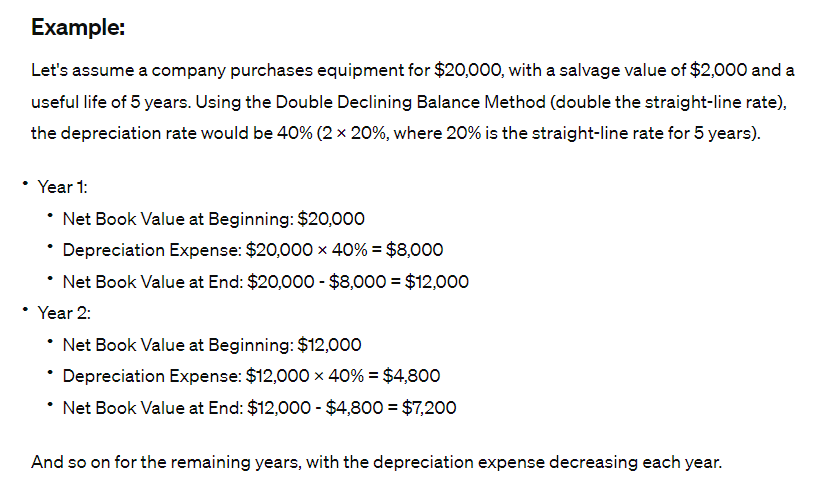 Example:
Let's assume a company purchases equipment for $20,000, with a salvage value of $2,000 and a
useful life of 5 years. Using the Double Declining Balance Method (double the straight-line rate),
the depreciation rate would be 40% (2 × 20%, where 20% is the straight-line rate for 5 years).
• Year 1:
• Net Book Value at Beginning: $20,000
• Depreciation Expense: $20,000 × 40% = $8,000
• Net Book Value at End: $20,000 - $8,000 = $12,000
• Year 2:
• Net Book Value at Beginning: $12,000
• Depreciation Expense: $12,000 × 40% = $4,800
• Net Book Value at End: $12,000 - $4,800 = $7,200
And so on for the remaining years, with the depreciation expense decreasing each year.